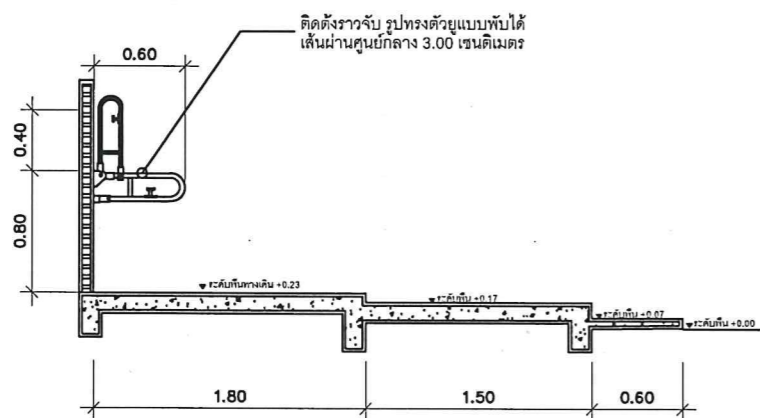 ติดตั้งราวจับ รูปทรงตัวยูแบบพับได้
เส้นผ่านศูนย์กลาง 3.00 เซนติเมตร
0.60
0.40
0.80
ระดับพื้นทางเดิน +0.23
ระดับพื้น +0.17
ระดับพื้น +0.07
ระดับพื้น +0.00
1.80
1.50
0.60